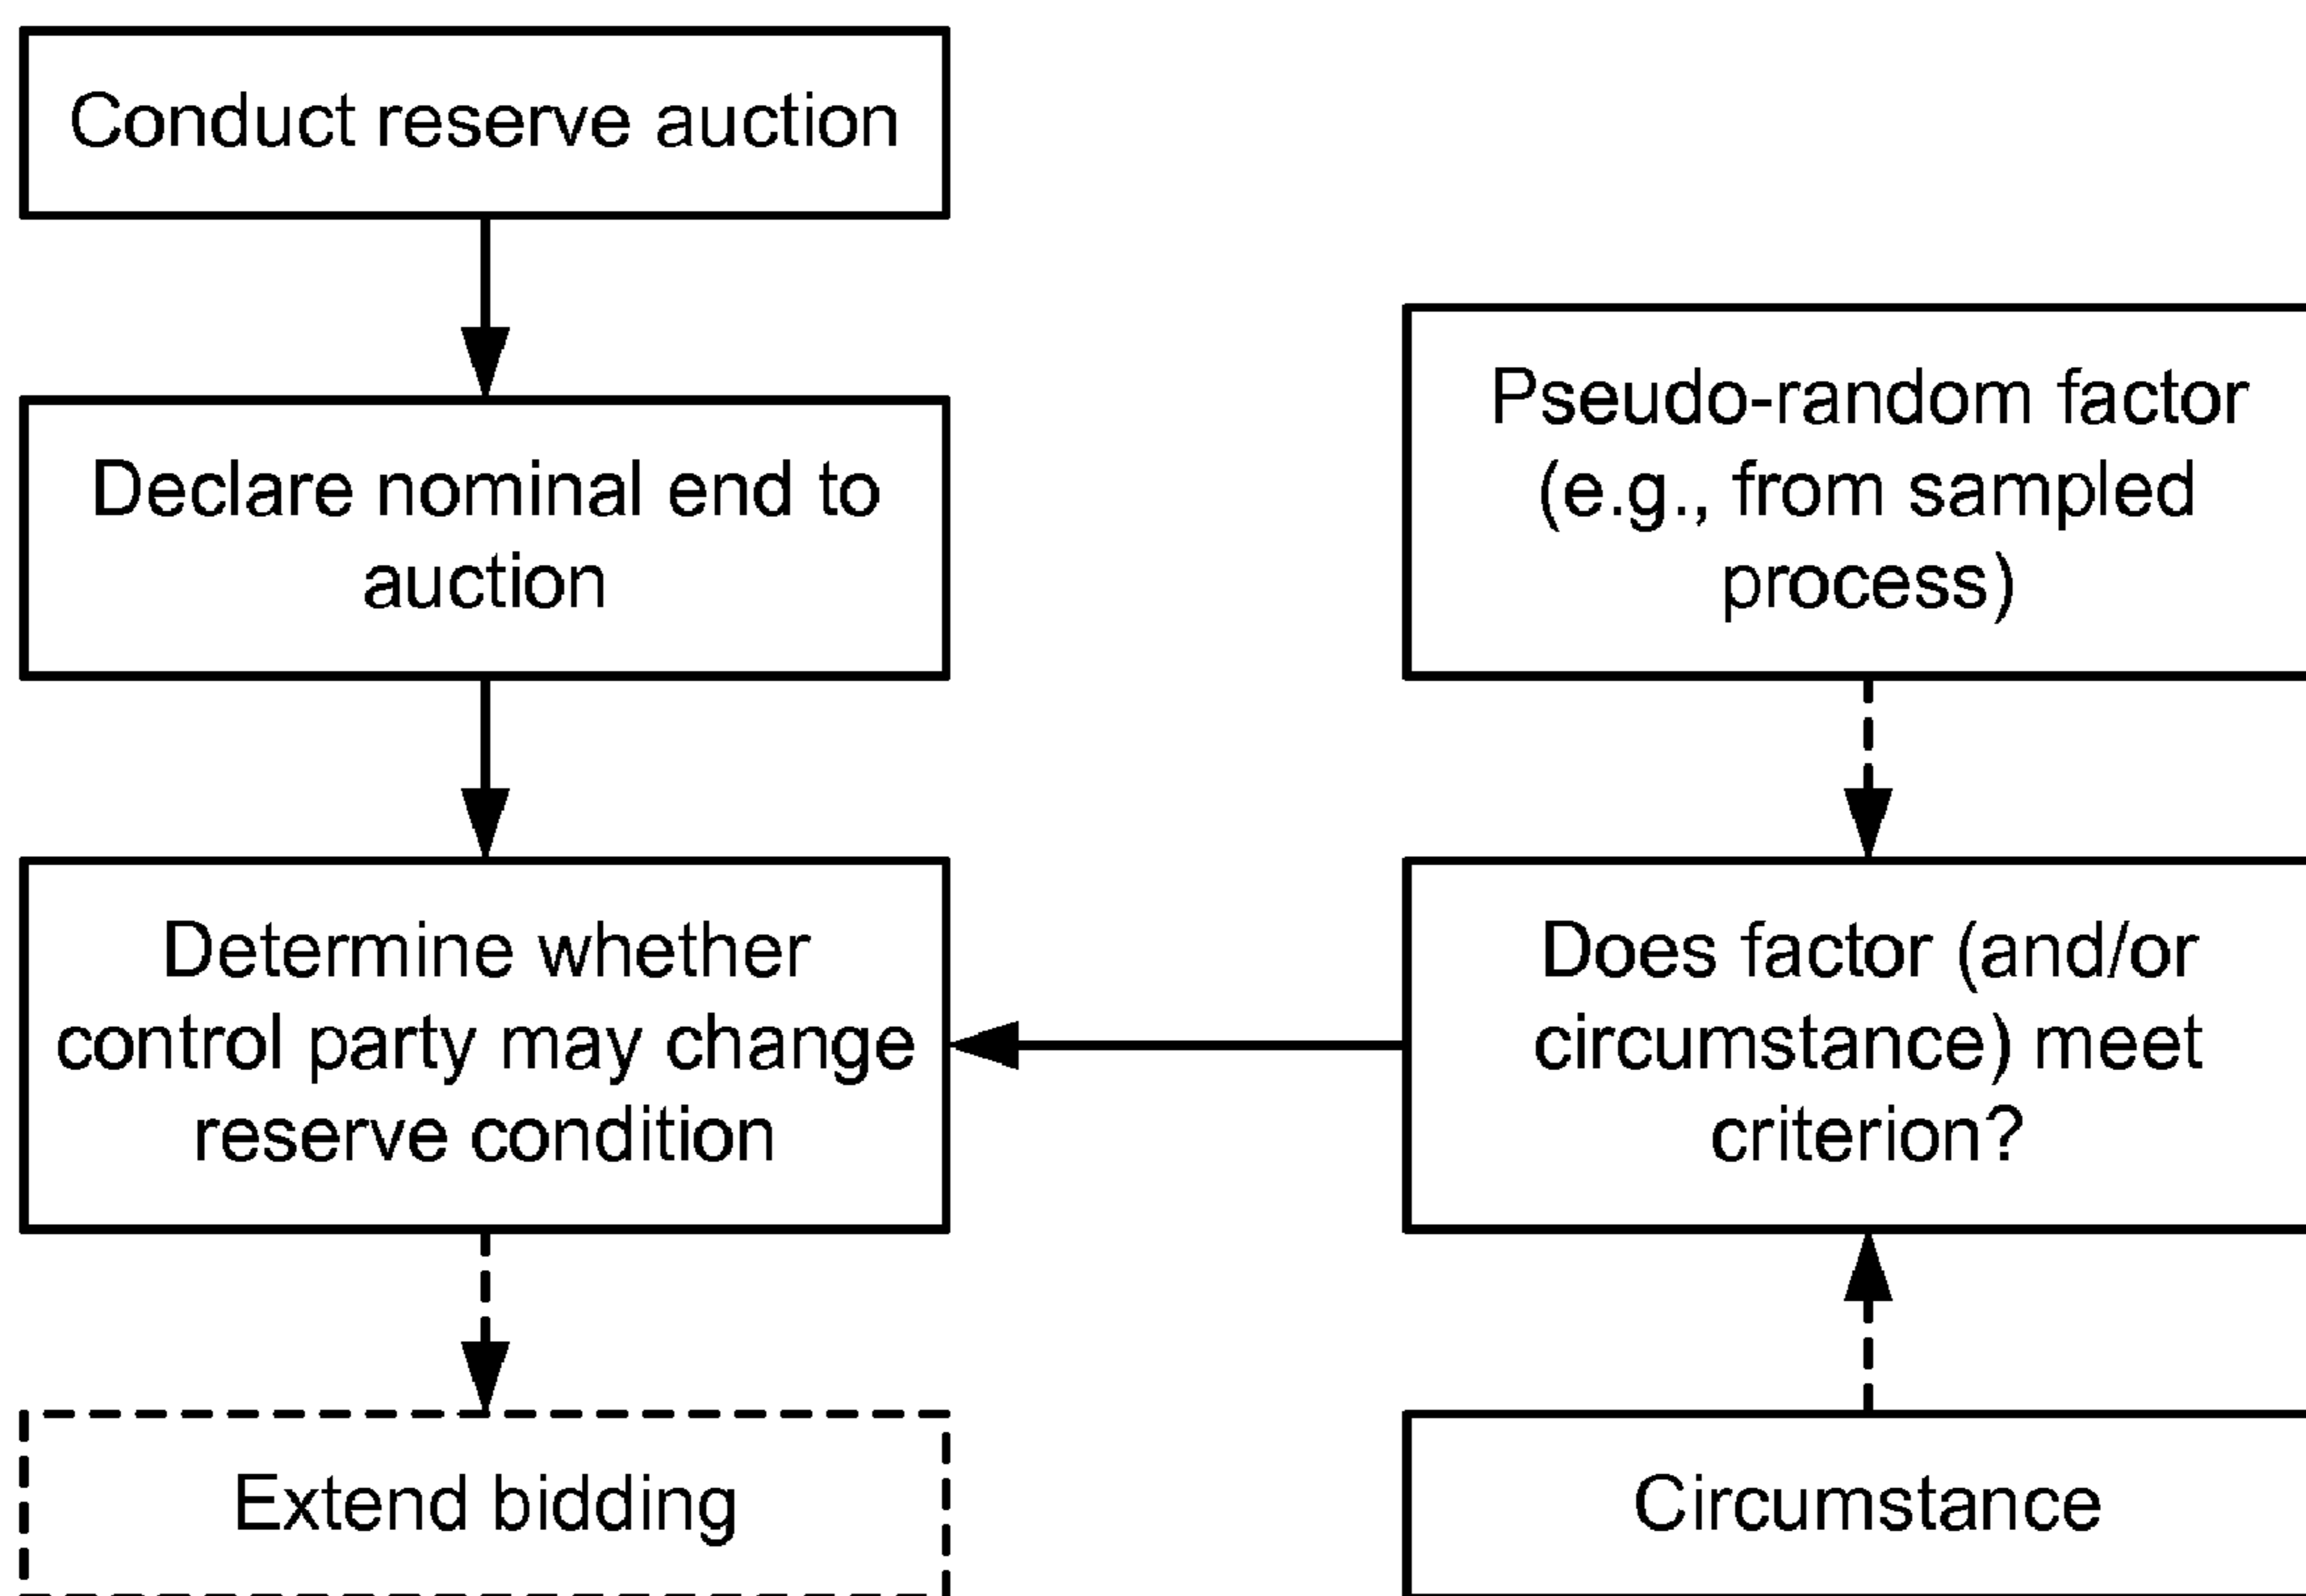 Conduct reserve auction
Declare nominal end to
auction
Pseudo-random factor
(e.g., from sampled
process)
Determine whether
control party may change
reserve condition
Does factor (and/or
circumstance) meet
criterion?
Extend bidding
Circumstance